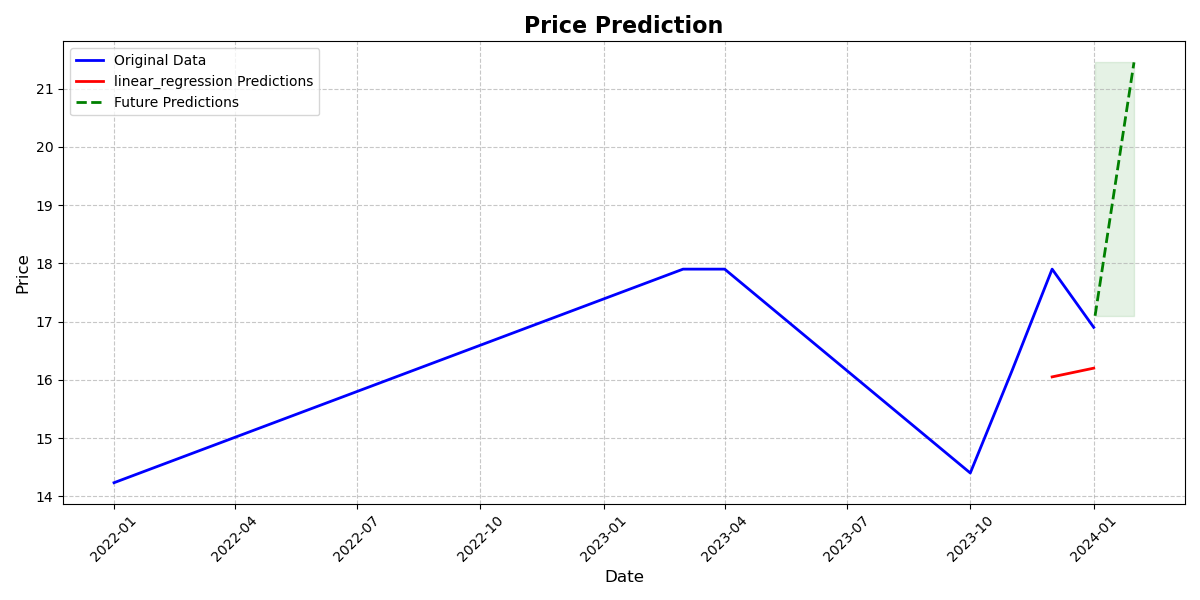 Price Prediction
Original Data
linear_regression Predictions
Future Predictions
21
20
19
18
17
16
15
14
Price
2022-01
2022-04
2022-07
2022-10
2023-01
2023-04
2023-07
2023-10
2024-01
Date